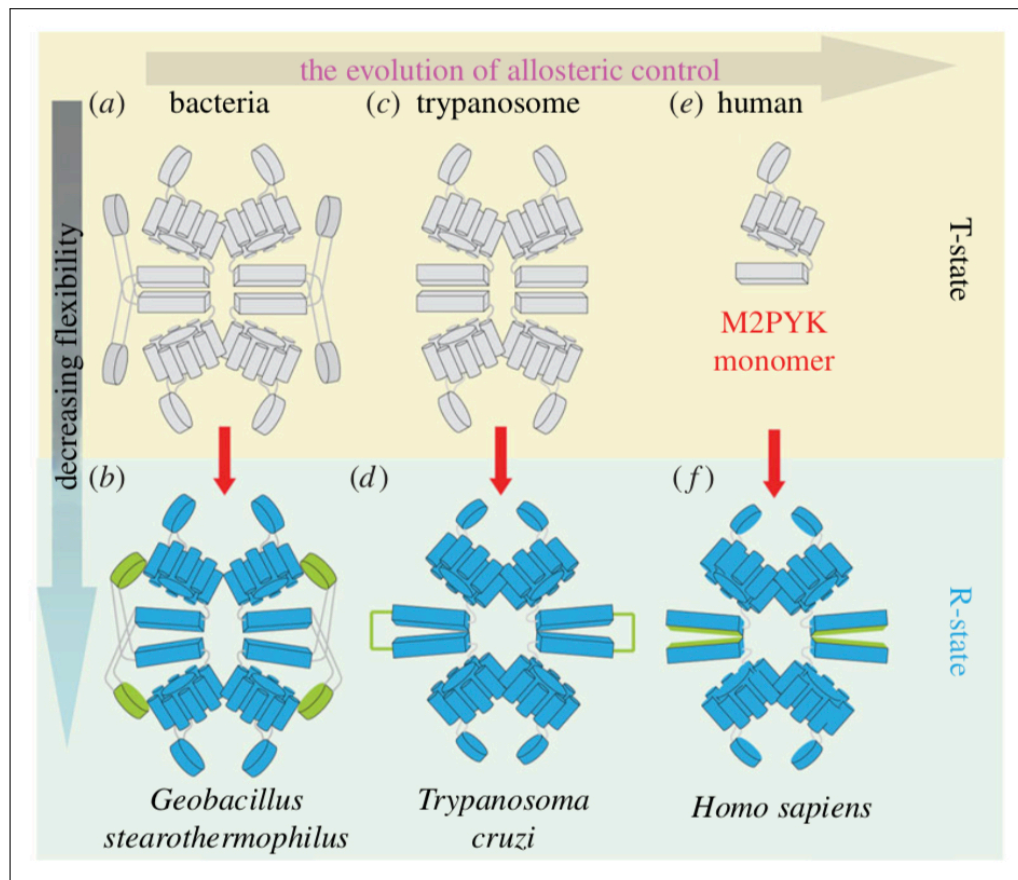 the evolution of allosteric control
(a) bacteria
(c) trypanosome
(e) human
decreasing flexibility
T-state
M2PYK
monomer
(b)
(d)
(f)
R-state
Geobacillus
stearothermophilus
Trypanosoma
cruzi
Homo sapiens